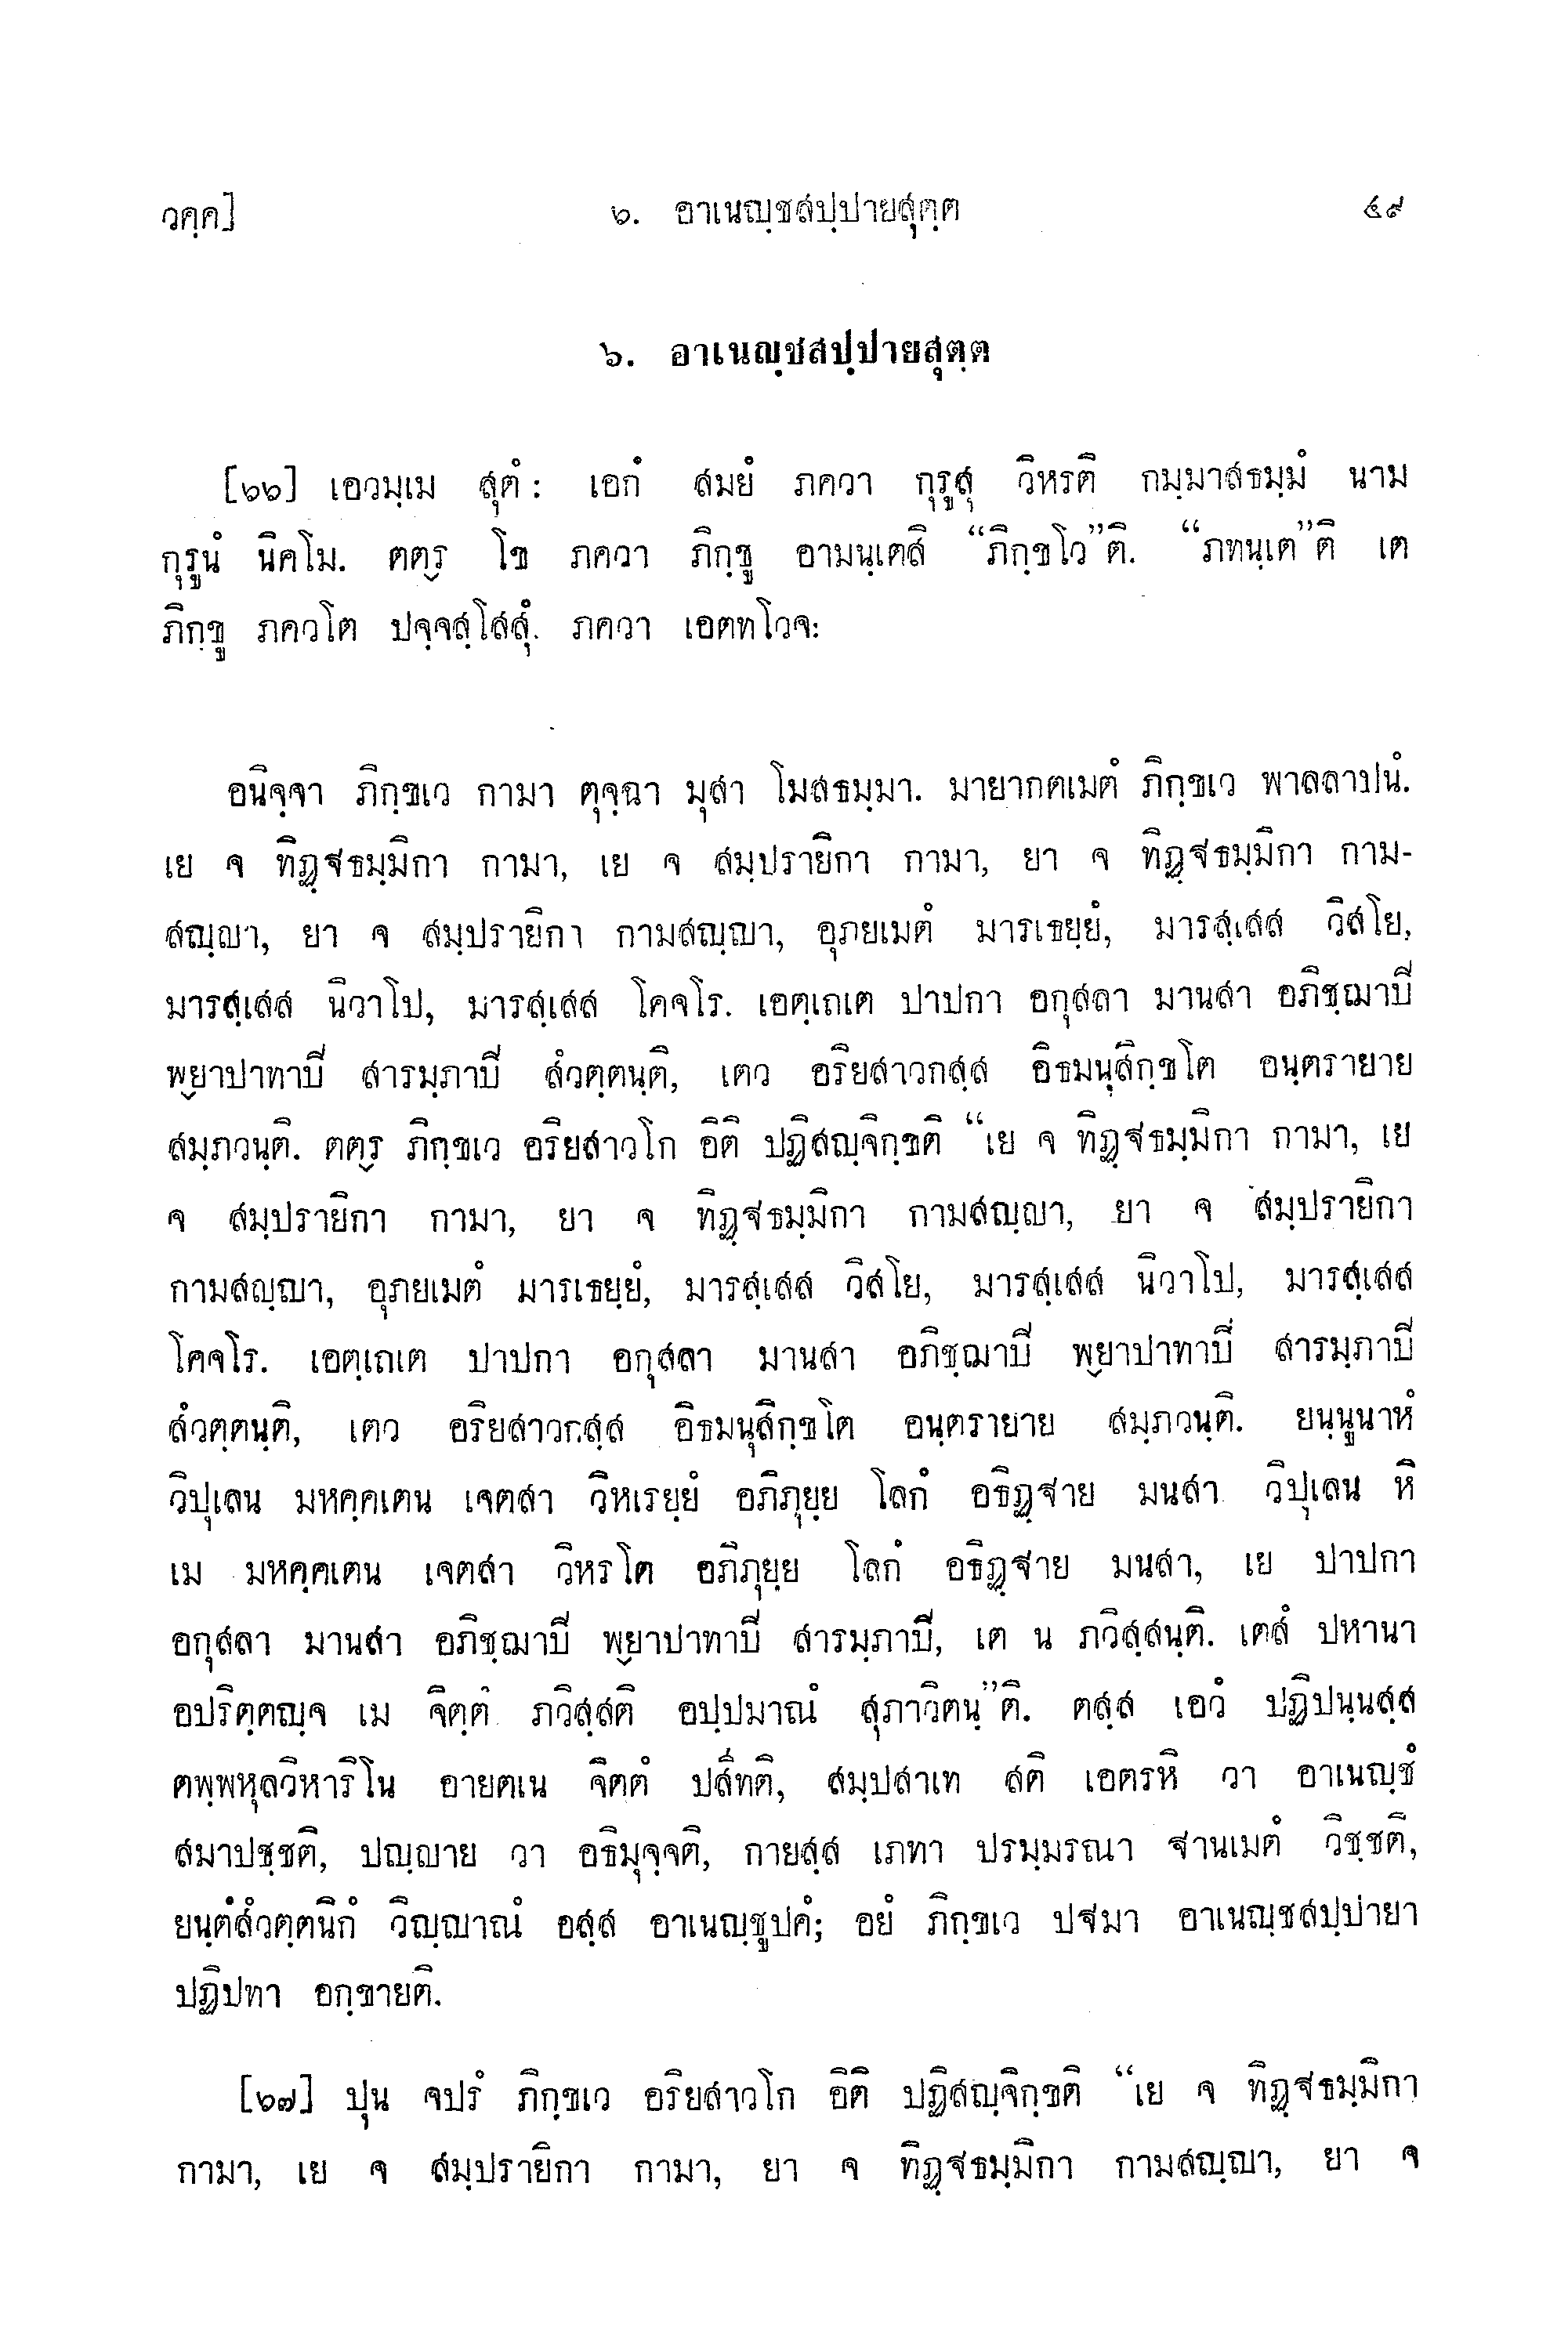 วคฺค]
๖. อาเนญฺชสปฺปายสุตฺต
๕๙
๖. อาเนญฺชสปฺปายสุตฺต
[๖๖] เอวมฺเม สุตํ: เอกํ สมยํ ภควา กุรูสุ วิหรติ กมฺมาสธมฺมํ นาม
กุรูนํ นิคโม. ตตฺร โข ภควา ภิกฺขู อามนฺเตสิ “ภิกฺขโว”ติ. “ภทนฺเต”ติ เต
ภิกฺขู ภควโต ปจฺจสฺโสสุํ. ภควา เอตทโวจ:
อนิจฺจา ภิกฺขเว กามา ตุจฺฉา มุสา โมสธมฺมา. มายากตเมตํ ภิกฺขเว พาลลาปนํ.
เย จ ทิฏฺฐธมฺมิกา กามา, เย จ สมฺปรายิกา กามา, ยา จ ทิฏฺฐธมฺมิกา กาม-
สญฺญา, ยา จ สมฺปรายิกา กามสญฺญา, อุภยเมตํ มารเธยฺยํ, มารสฺเสส วิสโย,
มารสฺเสส นิวาโป, มารสฺเสส โคจโร. เอตฺเถเต ปาปกา อกุสลา มานสา อภิชฺฌาปิ
พฺยาปาทาปิ สารมฺภาปิ สํวตฺตนฺติ, เตว อริยสาวกสฺส อิธมนุสิกฺขโต อนฺตรายาย
สมฺภวนฺติ. ตตฺร ภิกฺขเว อริยสาวโก อิติ ปฏิสญฺจิกฺขติ “เย จ ทิฏฺฐธมฺมิกา กามา, เย
จ สมฺปรายิกา กามา, ยา จ ทิฏฺฐธมฺมิกา กามสญฺญา, ยา จ สมฺปรายิกา
กามสญฺญา, อุภยเมตํ มารเธยฺยํ, มารสฺเสส วิสโย, มารสฺเสส นิวาโป, มารสฺเสส
โคจโร. เอตฺเถเต ปาปกา อกุสลา มานสา อภิชฺฌาปิ พฺยาปาทาปิ สารมฺภาปิ
สํวตฺตนฺติ, เตว อริยสาวกสฺส อิธมนุสิกฺขโต อนฺตรายาย สมฺภวนฺติ. ยนฺนูนาหํ
วิปุเลน มหคฺคเตน เจตสา วิหเรยฺยํ อภิภุยฺย โลกํ อธิฏฺฐาย มนสา วิปุเลน หิ
เม มหคฺคเตน เจตสา วิหรโต อภิภุยฺย โลกํ อธิฏฺฐาย มนสา, เย ปาปกา
อกุสลา มานสา อภิชฺฌาปิ พฺยาปาทาปิ สารมฺภาปิ, เต น ภวิสฺสนฺติ. เตสํ ปหานา
อปริตฺตญฺจ เม จิตฺตํ ภวิสฺสติ อปฺปมาณํ สุภาวิตนฺ”ติ. ตสฺส เอวํ ปฏิปนฺนสฺส
ตพฺพหุลวิหาริโน อายตเน จิตฺตํ ปสีทติ, สมฺปสาเท สติ เอตรหิ วา อาเนญฺชํ
สมาปชฺชติ, ปญฺญาย วา อธิมุจฺจติ, กายสฺส เภทา ปรมฺมรณา ฐานเมตํ วิชฺชติ,
ยนฺตํสํวตฺตนิกํ วิญฺญาณํ อสฺส อาเนญฺชูปคํ; อยํ ภิกฺขเว ปฐมา อาเนญฺชสปฺปายา
ปฏิปทา อกฺขายติ.
[๖๗] ปุน จปรํ ภิกฺขเว อริยสาวโก อิติ ปฏิสญฺจิกฺขติ “เย จ ทิฏฺฐธมฺมิกา
กามา, เย จ สมฺปรายิกา กามา, ยา จ ทิฏฺฐธมฺมิกา กามสญฺญา, ยา จ